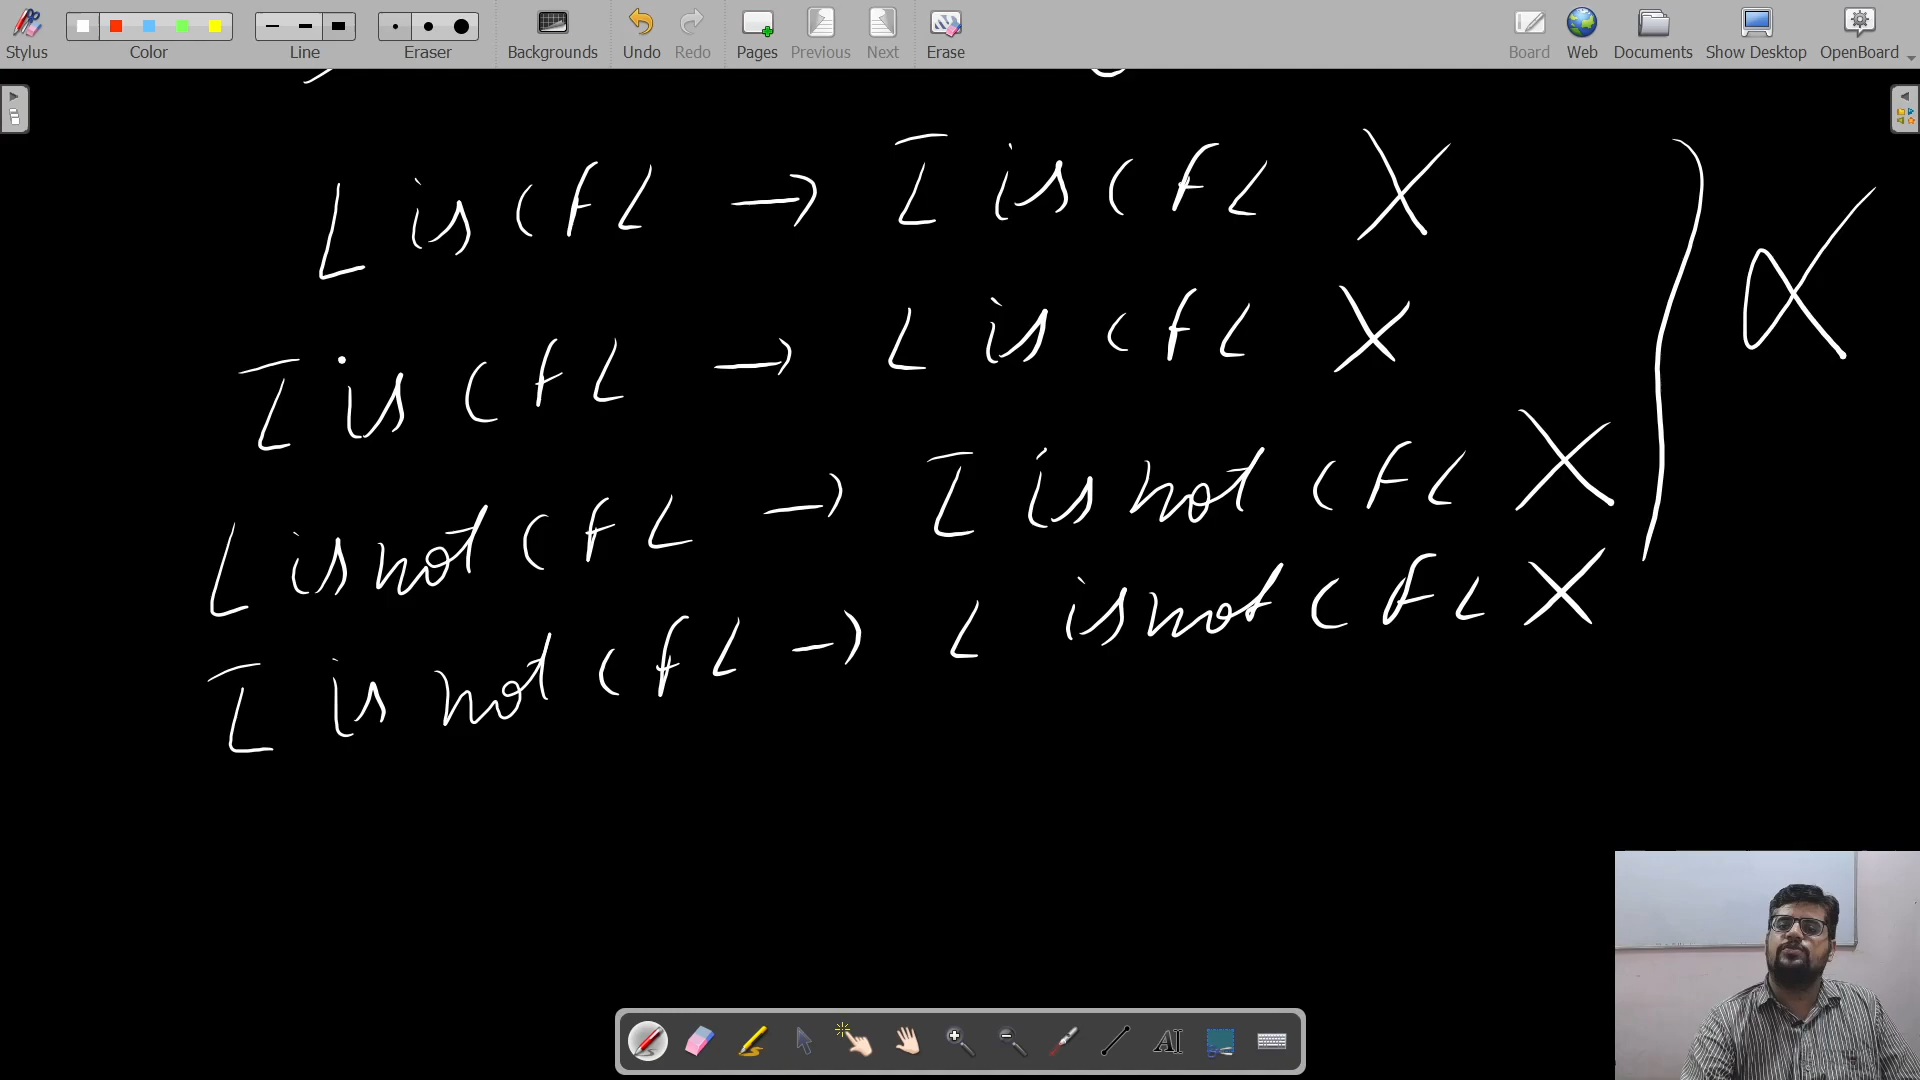 Stylus Color Line Eraser Backgrounds Undo Redo Pages Previous Next Erase Board Web Documents Show Desktop OpenBoard
L is CFL → L̅ is CFL X
L̅ is CFL → L is CFL X
L is not CFL → L̅ is not CFL X
L̅ is not CFL → L is not CFL X